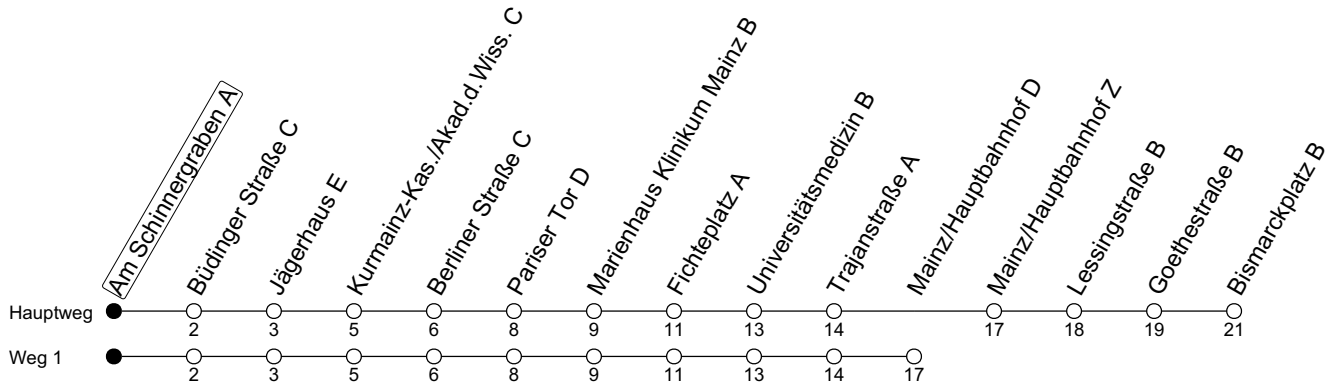 Am Schinnergraben A
Büdinger Straße C
Jägerhaus E
Kurmainz-Kas./Akad.d.Wiss. C
Berliner Straße C
Pariser Tor D
Marienhaus Klinikum Mainz B
Fichteplatz A
Universitätsmedizin B
Trajanstraße A
Mainz/Hauptbahnhof D
Mainz/Hauptbahnhof Z
Lessingstraße B
Goethestraße B
Bismarckplatz B
Hauptweg
2 3 5 6 8 9 11 13 14 17 18 19 21
Weg 1
2 3 5 6 8 9 11 13 14 17